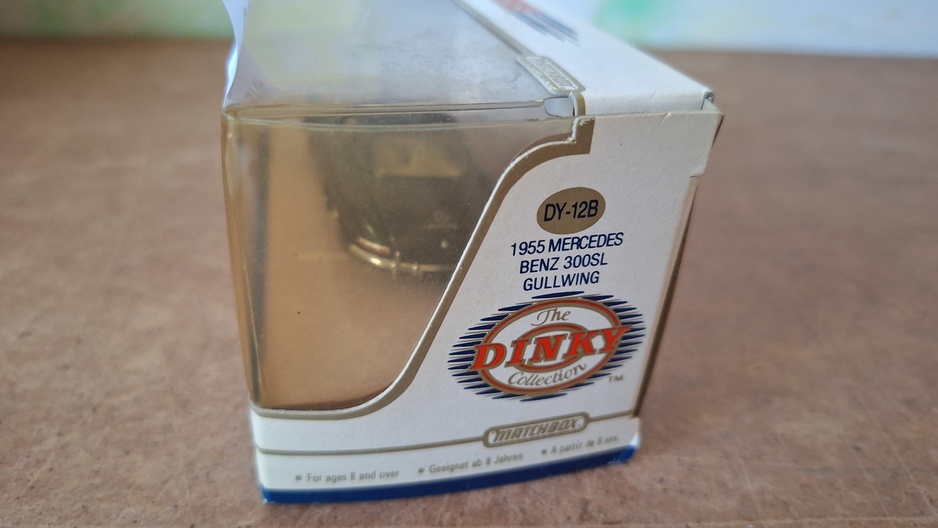 DY-12B
1955 MERCEDES
BENZ 300SL
GULLWING
The
DINKY
Collection
TM
MATCHBOX
For ages 8 and over
Geeignet ab 8 Jahren
A partir de 8 ans.